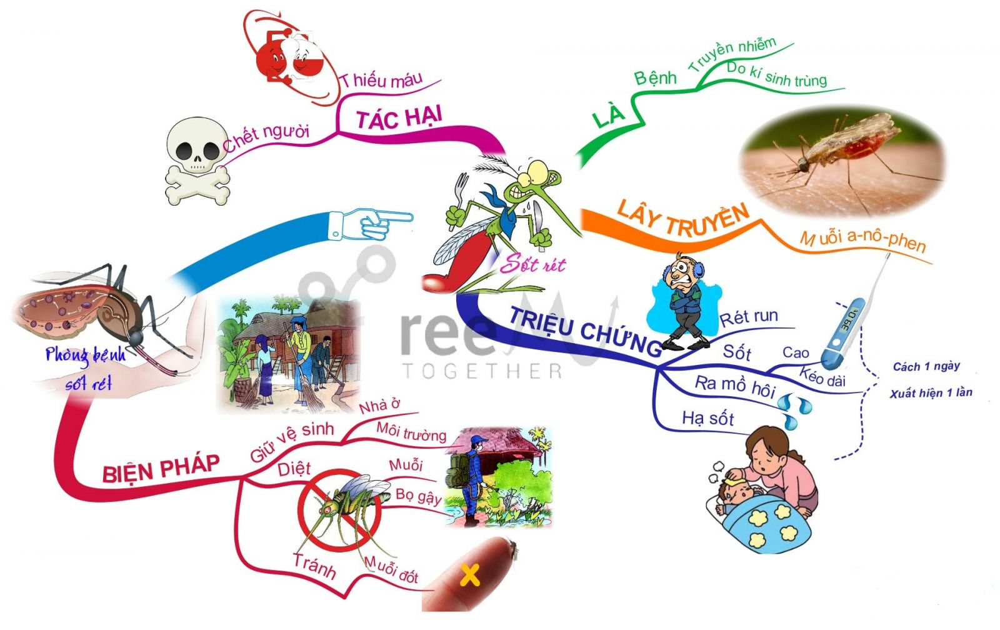 Sốt rét
LÀ
Bệnh
Truyền nhiễm
Do kí sinh trùng
LÂY TRUYỀN
Muỗi a-nô-phen
TRIỆU CHỨNG
Rét run
Sốt
Cao
Kéo dài
Ra mồ hôi
Hạ sốt
39.0°c
Cách 1 ngày
Xuất hiện 1 lần
TÁC HẠI
Thiếu máu
Chết người
Phòng bệnh
sốt rét
BIỆN PHÁP
Giữ vệ sinh
Nhà ở
Môi trường
Diệt
Muỗi
Bọ gậy
Tránh
Muỗi đốt
X
ree
TOGETHER